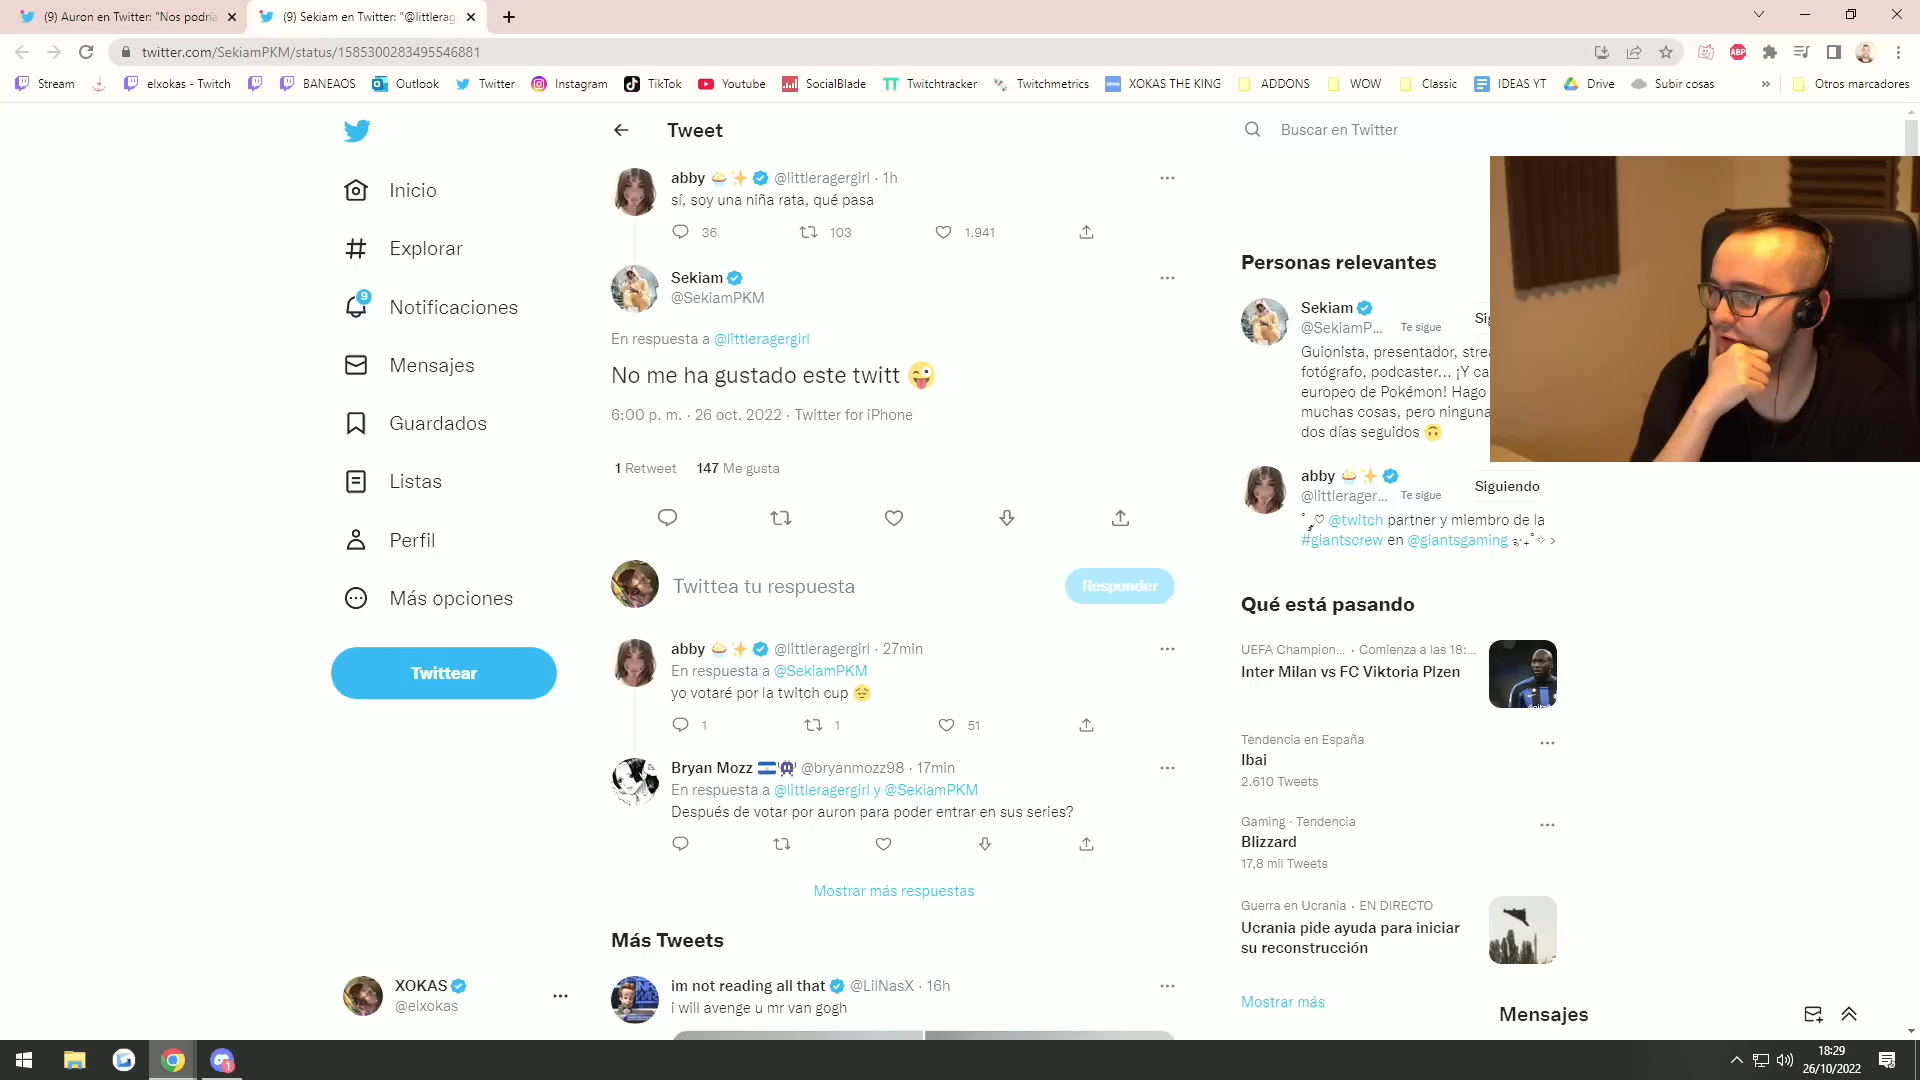 (9) Auron en Twitter: "Nos podría
(9) Sekiam en Twitter: "@litterag
twitter.com/SekiamPKM/status/1585300283495546881
ABP
Stream
elxokas - Twitch
BANEAOS
Outlook
Twitter
Instagram
TikTok
Youtube
SocialBlade
Twitchtracker
Twitchmetrics
XOKAS THE KING
ADDONS
WOW
Classic
IDEAS YT
Drive
Subir cosas
»
Otros marcadores
Inicio
Explorar
9
Notificaciones
Mensajes
Guardados
Listas
Perfil
Más opciones
Twittear
XOKAS
@elxokas
Tweet
abby 🧁✨ @littleragergirl · 1h
sí, soy una niña rata, qué pasa
36 103 1.941
Sekiam
@SekiamPKM
En respuesta a @littleragergirl
No me ha gustado este twitt 😜
6:00 p. m. · 26 oct. 2022 · Twitter for iPhone
1 Retweet 147 Me gusta
Twittea tu respuesta
Responder
abby 🧁✨ @littleragergirl · 27min
En respuesta a @SekiamPKM
yo votaré por la twitch cup 😔
1 1 51
Bryan Mozz @bryanmozz98 · 17min
En respuesta a @littleragergirl y @SekiamPKM
Después de votar por auron para poder entrar en sus series?
Mostrar más respuestas
Más Tweets
im not reading all that @LilNasX · 16h
i will avenge u mr van gogh
Buscar en Twitter
Personas relevantes
Sekiam
@SekiamP... Te sigue
Guionista, presentador, stre
fotógrafo, podcaster... ¡Y ca
europeo de Pokémon! Hago
muchas cosas, pero ninguna
dos días seguidos 🙃
abby 🧁✨
@littlerager... Te sigue
Siguiendo
@twitch partner y miembro de la
#giantscrew en @giantsgaming
Qué está pasando
UEFA Champion... · Comienza a las 18:...
Inter Milan vs FC Viktoria Plzen
Tendencia en España
Ibai
2.610 Tweets
Gaming · Tendencia
Blizzard
17,8 mil Tweets
Guerra en Ucrania · EN DIRECTO
Ucrania pide ayuda para iniciar
su reconstrucción
Mostrar más
Mensajes
1
18:29
26/10/2022